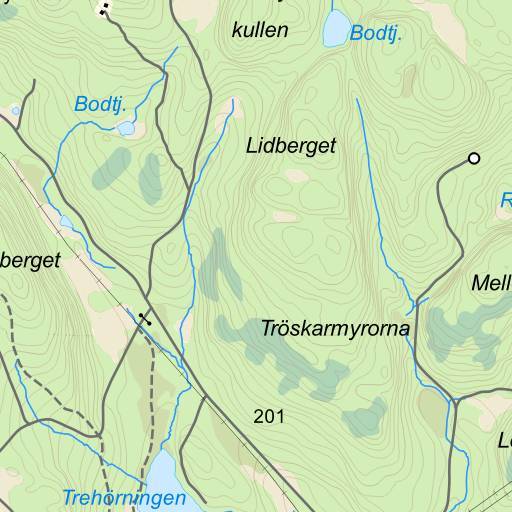 kullen
Bodtj.
Bodtj.
Lidberget
R
berget
Mell
Tröskarmyrorna
201
Trehörningen